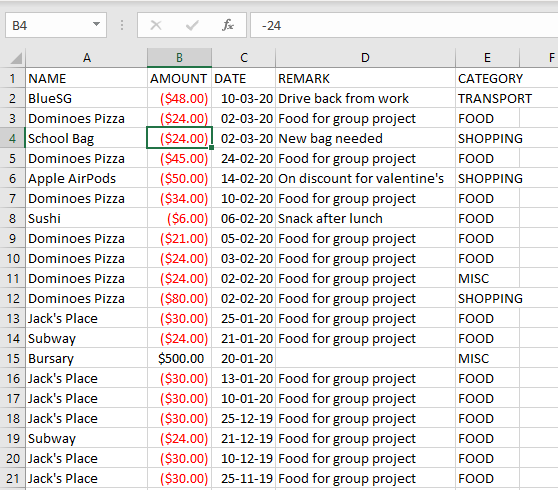 B4 fx -24
A B C D E F
1 NAME AMOUNT DATE REMARK CATEGORY
2 BlueSG ($48.00) 10-03-20 Drive back from work TRANSPORT
3 Dominoes Pizza ($24.00) 02-03-20 Food for group project FOOD
4 School Bag ($24.00) 02-03-20 New bag needed SHOPPING
5 Dominoes Pizza ($45.00) 24-02-20 Food for group project FOOD
6 Apple AirPods ($50.00) 14-02-20 On discount for valentine's SHOPPING
7 Dominoes Pizza ($34.00) 10-02-20 Food for group project FOOD
8 Sushi ($6.00) 06-02-20 Snack after lunch FOOD
9 Dominoes Pizza ($21.00) 05-02-20 Food for group project FOOD
10 Dominoes Pizza ($24.00) 03-02-20 Food for group project FOOD
11 Dominoes Pizza ($24.00) 02-02-20 Food for group project MISC
12 Dominoes Pizza ($80.00) 02-02-20 Food for group project SHOPPING
13 Jack's Place ($30.00) 25-01-20 Food for group project FOOD
14 Subway ($24.00) 21-01-20 Food for group project FOOD
15 Bursary $500.00 20-01-20 MISC
16 Jack's Place ($30.00) 13-01-20 Food for group project FOOD
17 Jack's Place ($30.00) 10-01-20 Food for group project FOOD
18 Jack's Place ($30.00) 25-12-19 Food for group project FOOD
19 Subway ($24.00) 21-12-19 Food for group project FOOD
20 Jack's Place ($30.00) 10-12-19 Food for group project FOOD
21 Jack's Place ($30.00) 25-11-19 Food for group project FOOD